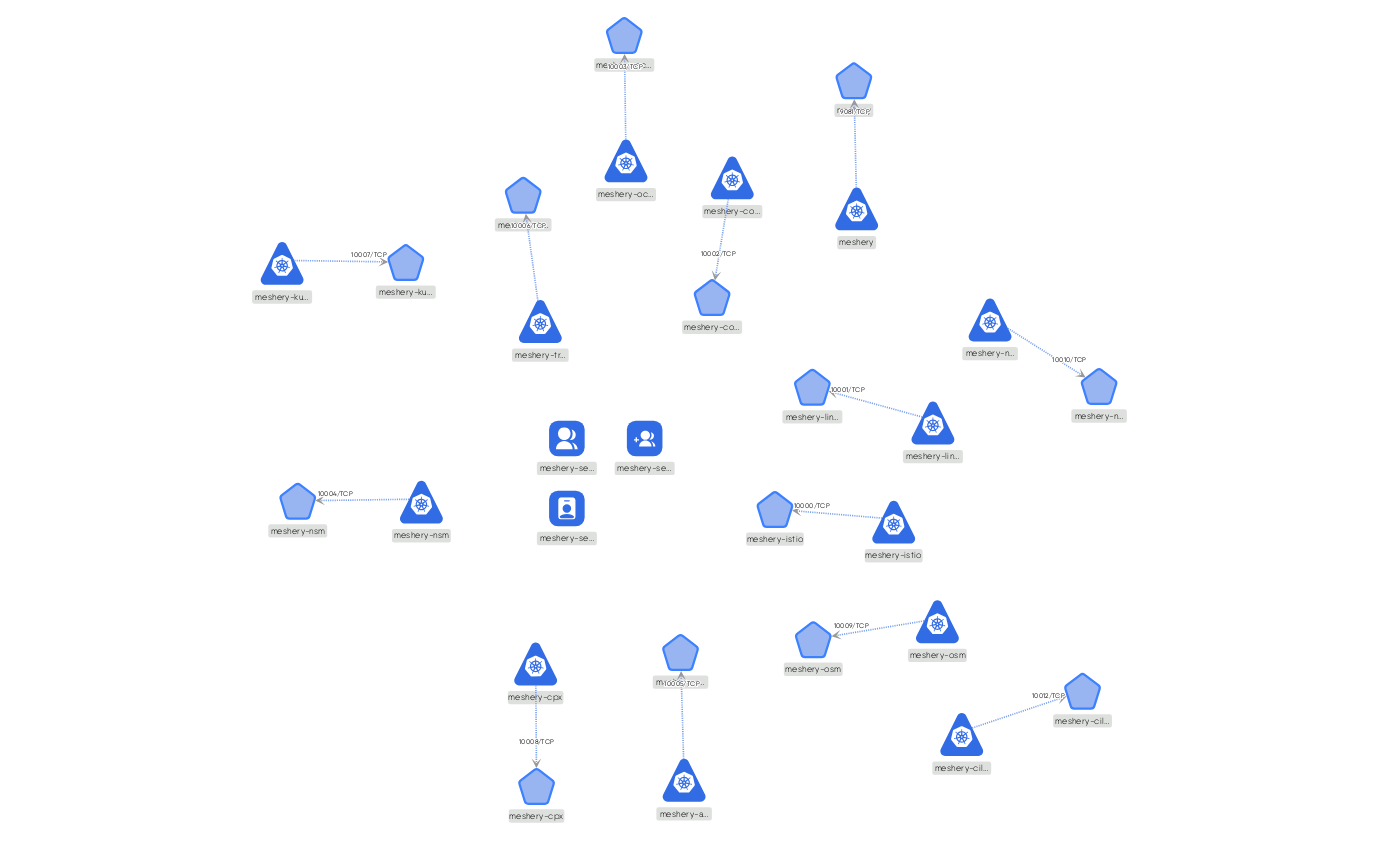 10003/TCP
9081/TCP
meshery-oc...
meshery-co...
10006/TCP
meshery
10007/TCP
10002/TCP
meshery-ku...
meshery-ku...
meshery-co...
meshery-tr...
meshery-n...
10010/TCP
10001/TCP
meshery-lin...
meshery-n...
meshery-lin...
meshery-se...
meshery-se...
10004/TCP
10000/TCP
meshery-nsm
meshery-nsm
meshery-se...
meshery-istio
meshery-istio
10009/TCP
meshery-osm
meshery-osm
10005/TCP
meshery-cpx
10012/TCP
meshery-cil...
10008/TCP
meshery-cil...
meshery-cpx
meshery-a...